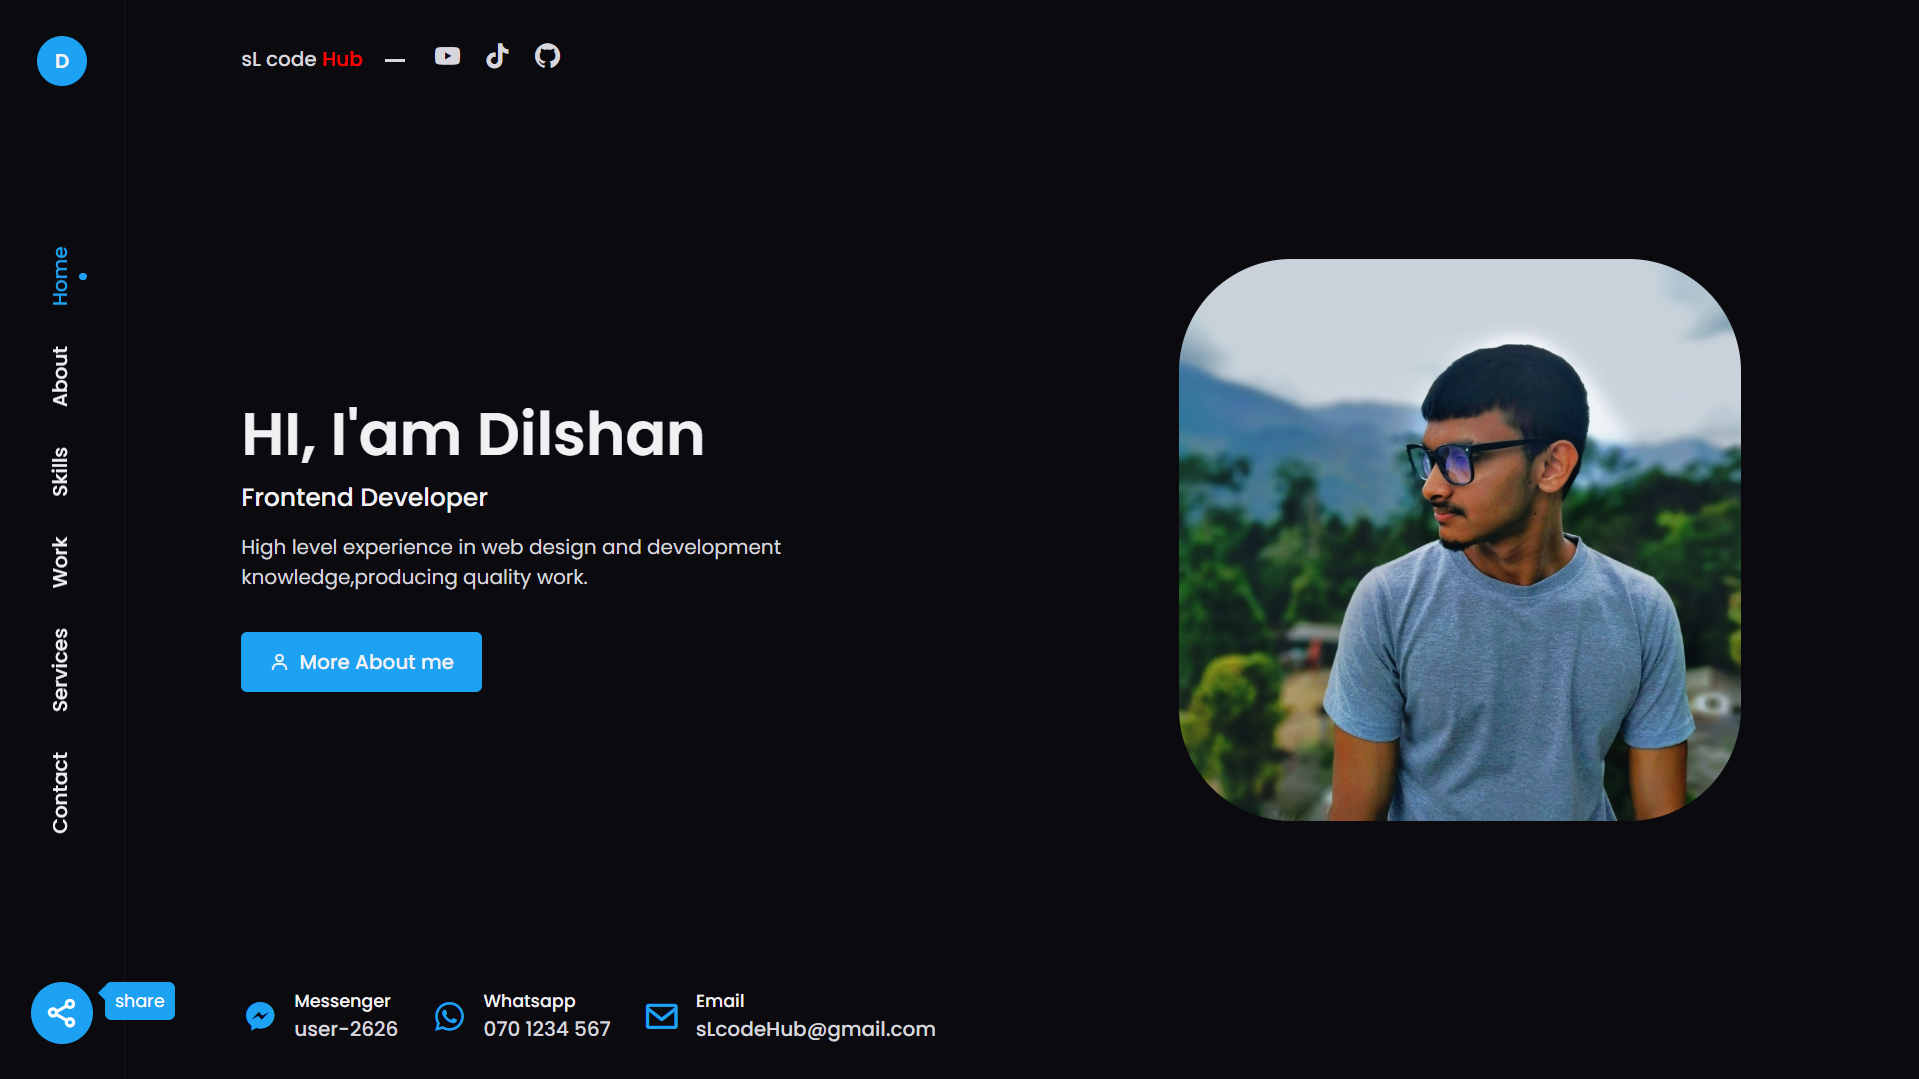 D
sL code Hub
Home
About
Skills
Work
Services
Contact
HI, I'am Dilshan
Frontend Developer
High level experience in web design and development
knowledge,producing quality work.
More About me
share
Messenger
user-2626
Whatsapp
070 1234 567
Email
sLcodeHub@gmail.com